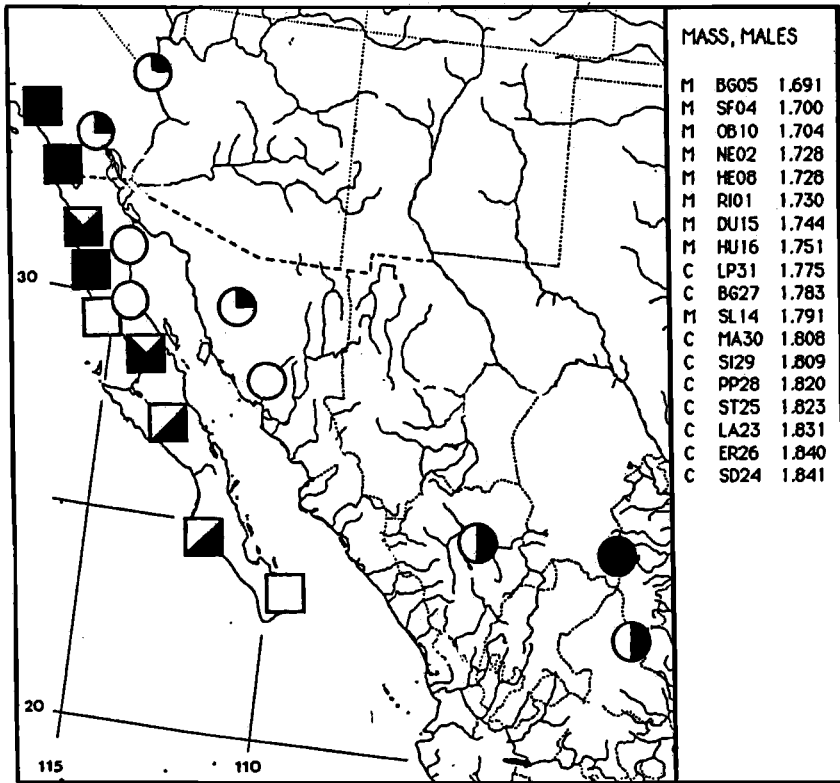 MASS, MALES
M BG05 1.691
M SF04 1.700
M OB10 1.704
M NE02 1.728
M HE08 1.728
M RI01 1.730
M DU15 1.744
M HU16 1.751
C LP31 1.775
C BG27 1.783
M SL14 1.791
C MA30 1.808
C SI29 1.809
C PP28 1.820
C ST25 1.823
C LA23 1.831
C ER26 1.840
C SD24 1.841
30
20
115
110